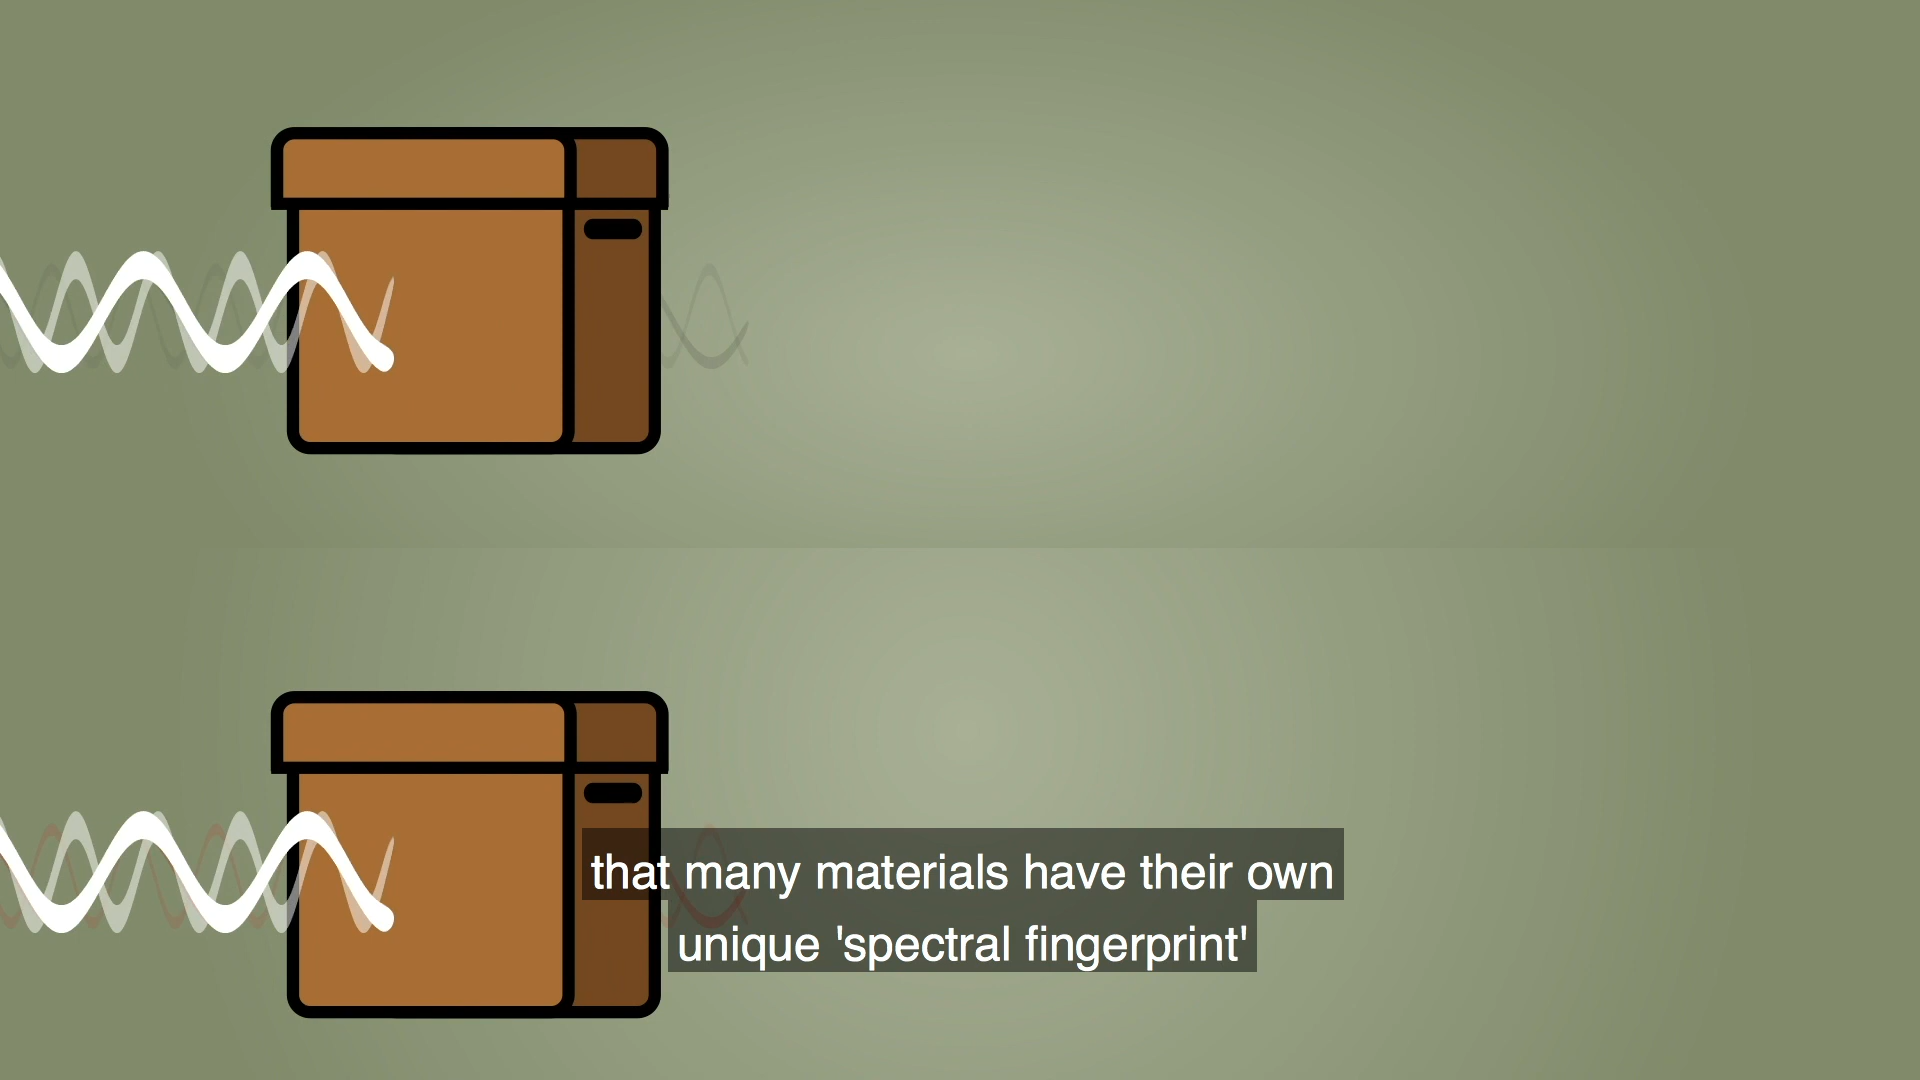 that many materials have their own
unique 'spectral fingerprint'